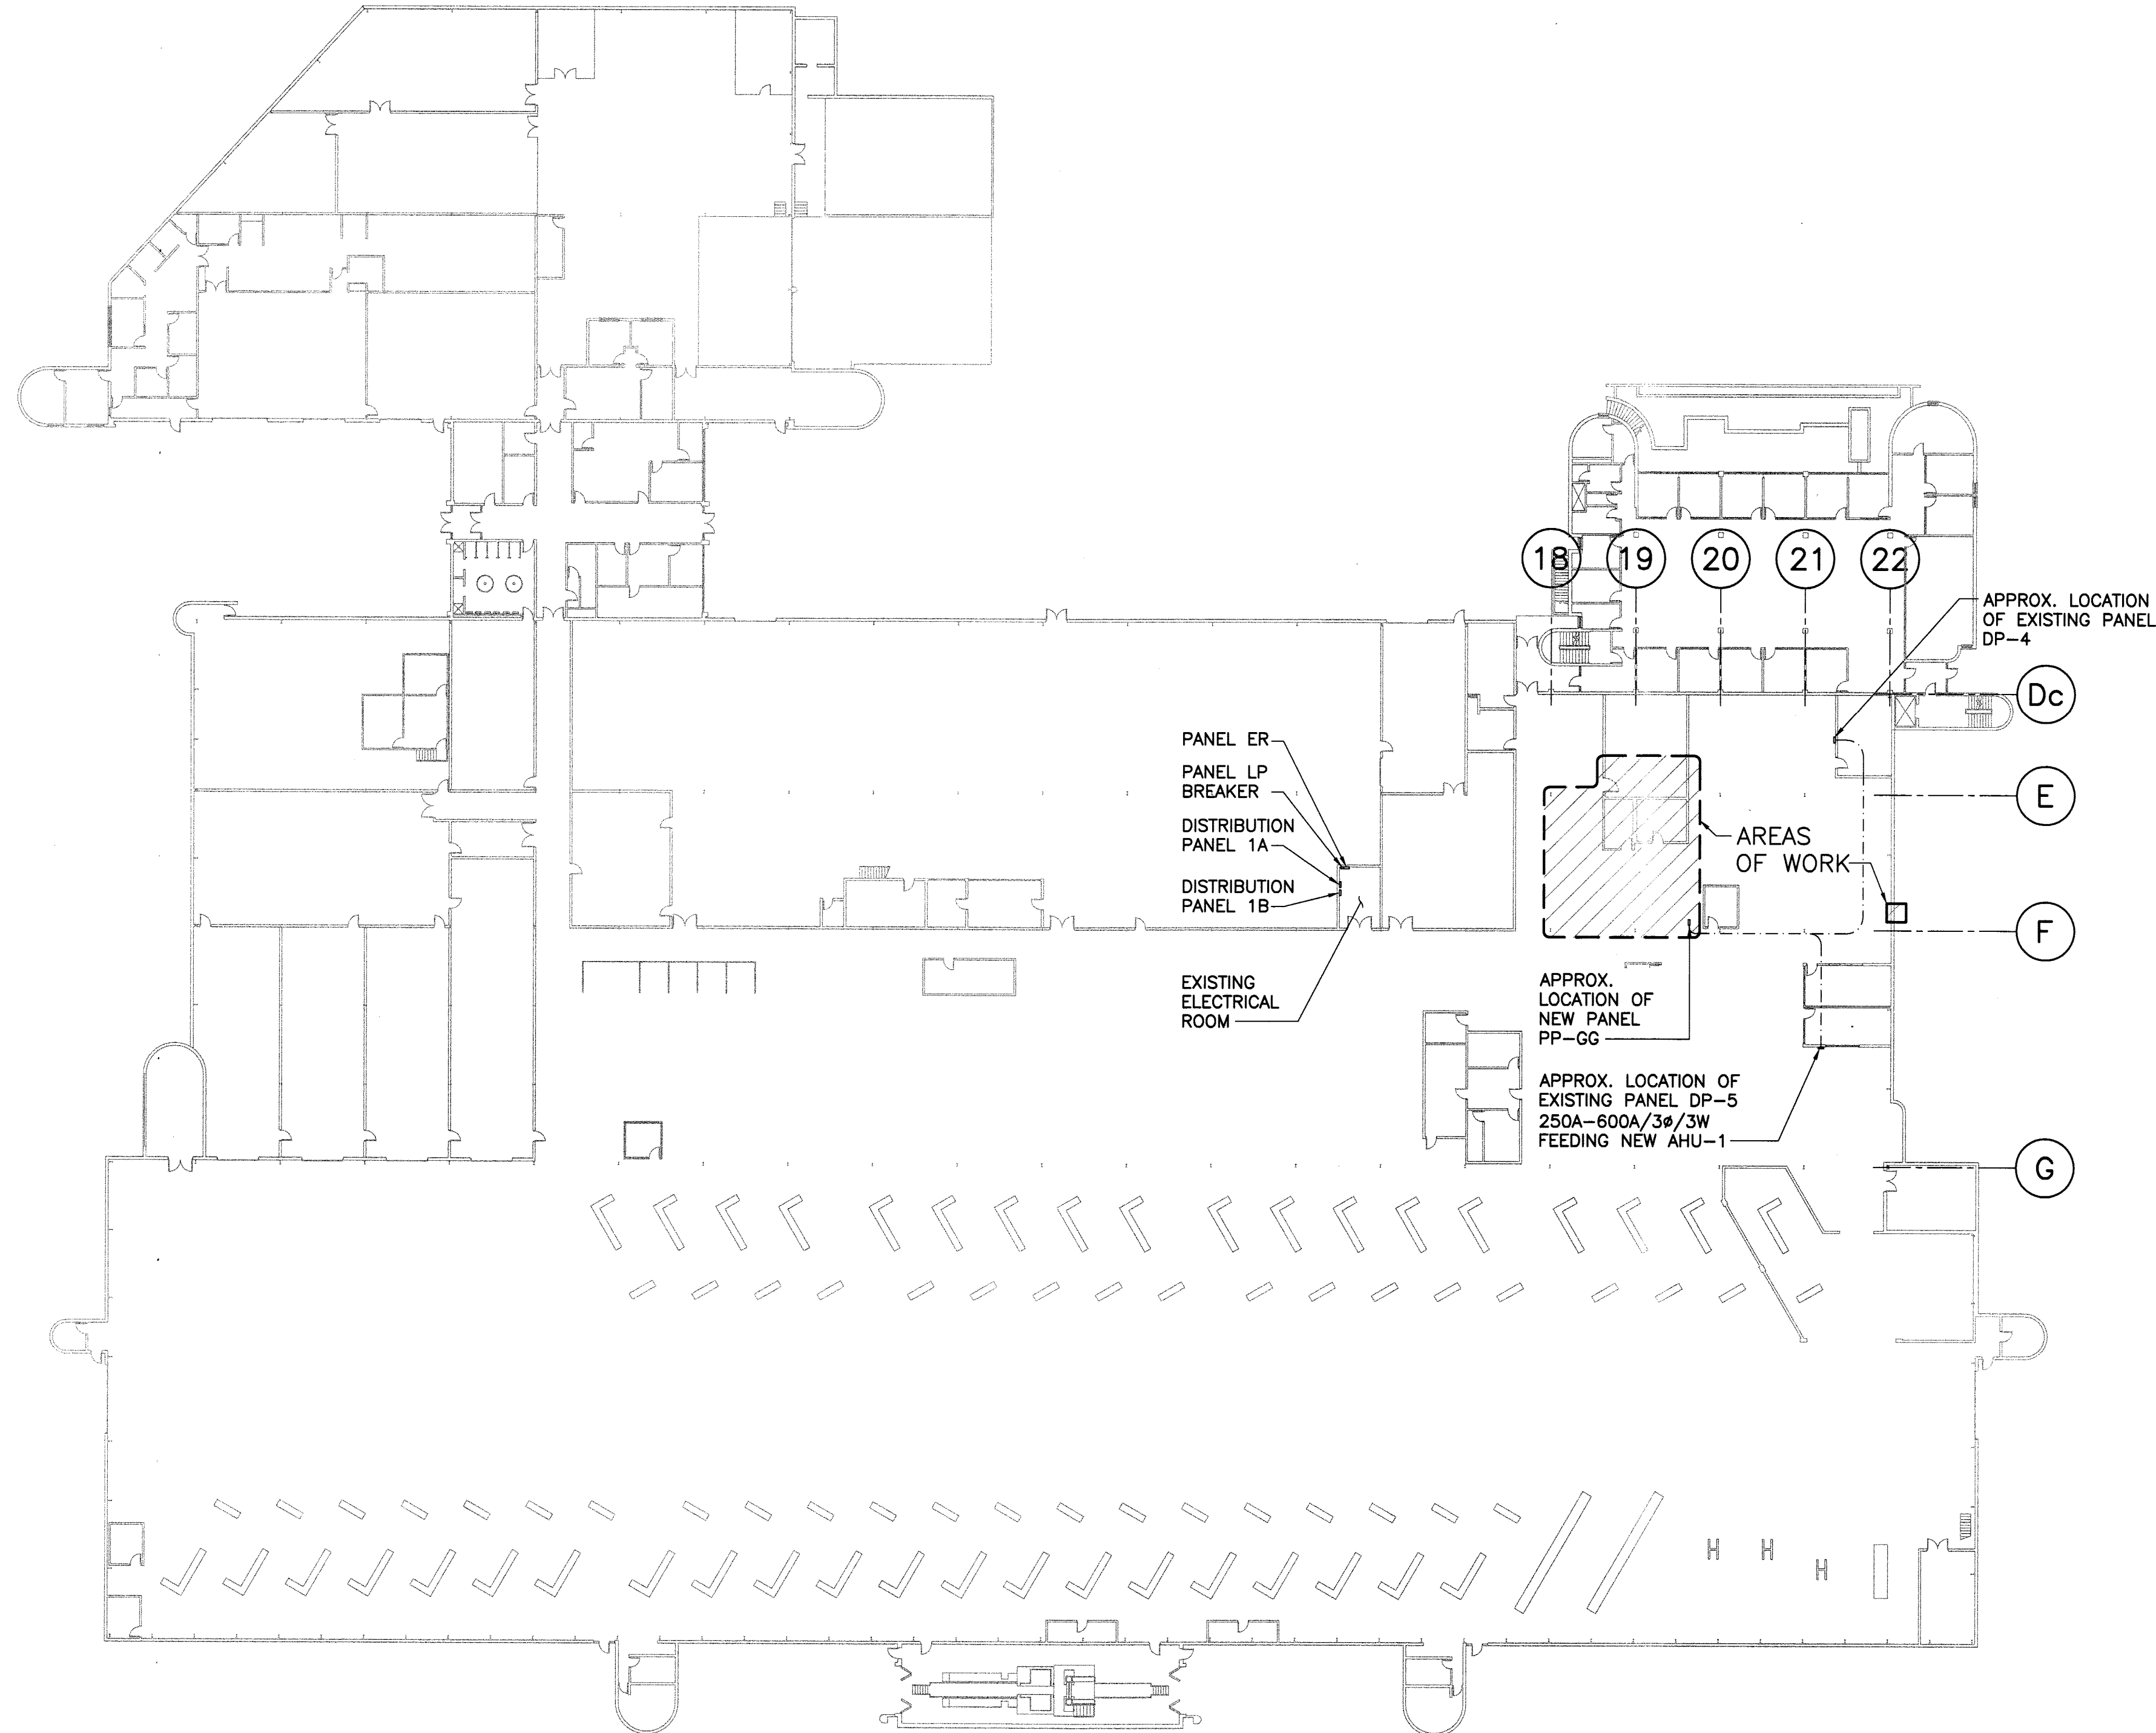 18
19
20
21
22
APPROX. LOCATION
OF EXISTING PANEL
DP-4
Dc
PANEL ER
PANEL LP
BREAKER
DISTRIBUTION
PANEL 1A
DISTRIBUTION
PANEL 1B
EXISTING
ELECTRICAL
ROOM
E
AREAS
OF WORK
F
APPROX.
LOCATION OF
NEW PANEL
PP-GG
APPROX. LOCATION OF
EXISTING PANEL DP-5
250A-600A/3ø/3W
FEEDING NEW AHU-1
G